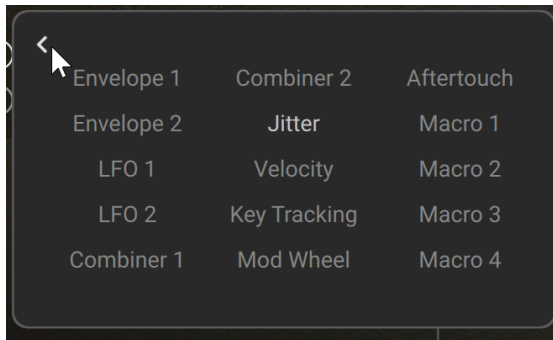 Envelope 1 Combiner 2 Aftertouch
Envelope 2 Jitter Macro 1
LFO 1 Velocity Macro 2
LFO 2 Key Tracking Macro 3
Combiner 1 Mod Wheel Macro 4